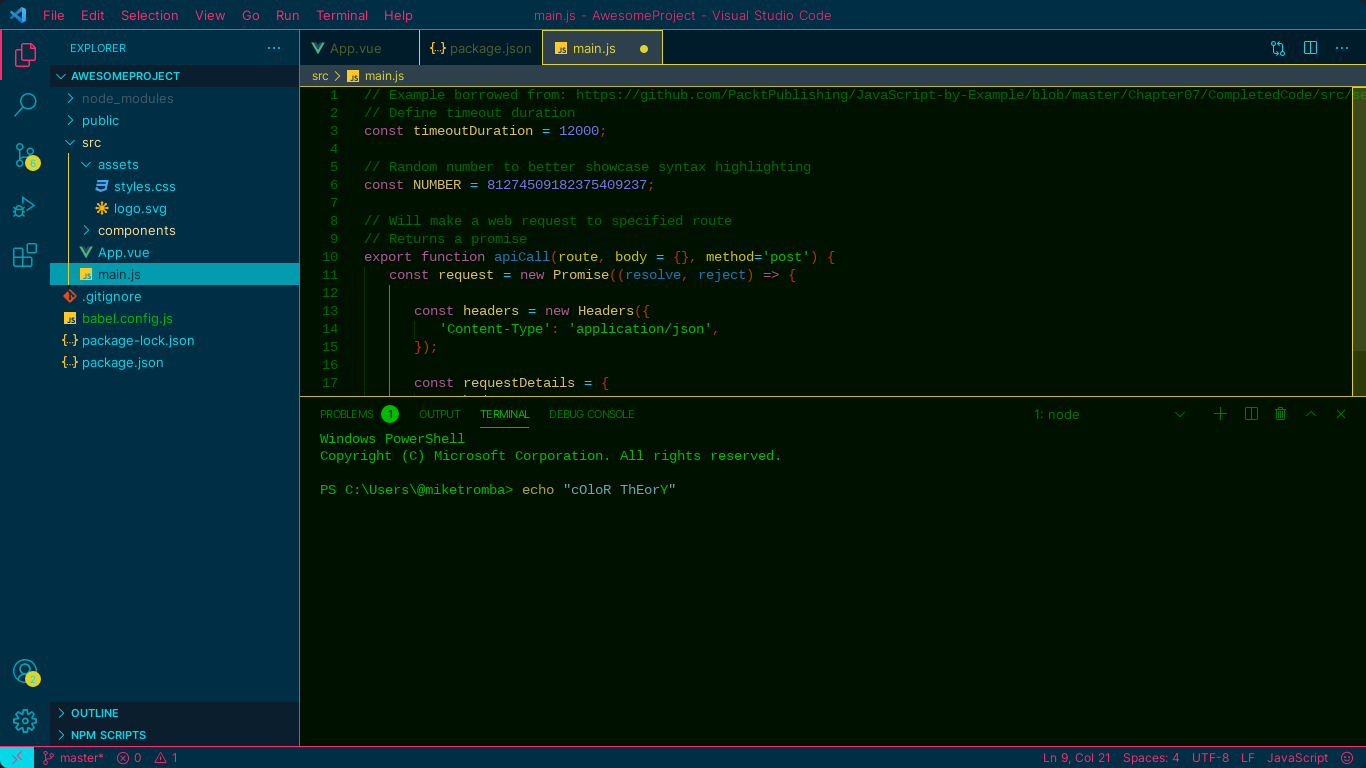 File Edit Selection View Go Run Terminal Help
main.js - AwesomeProject - Visual Studio Code
EXPLORER
AWESOMEPROJECT
node_modules
public
src
assets
styles.css
logo.svg
components
App.vue
main.js
.gitignore
babel.config.js
package-lock.json
package.json
OUTLINE
NPM SCRIPTS
6
2
App.vue
package.json
main.js
src main.js
1 // Example borrowed from: https://github.com/PacktPublishing/JavaScript-by-Example/blob/master/Chapter07/CompletedCode/src/se
2 // Define timeout duration
3 const timeoutDuration = 12000;
4
5 // Random number to better showcase syntax highlighting
6 const NUMBER = 81274509182375409237;
7
8 // Will make a web request to specified route
9 // Returns a promise
10 export function apiCall(route, body = {}, method='post') {
11 const request = new Promise((resolve, reject) => {
12
13 const headers = new Headers({
14 'Content-Type': 'application/json',
15 });
16
17 const requestDetails = {
PROBLEMS 1 OUTPUT TERMINAL DEBUG CONSOLE 1: node
Windows PowerShell
Copyright (C) Microsoft Corporation. All rights reserved.
PS C:\Users\@miketromba> echo "cOloR ThEorY"
master* 0 1 Ln 9, Col 21 Spaces: 4 UTF-8 LF JavaScript